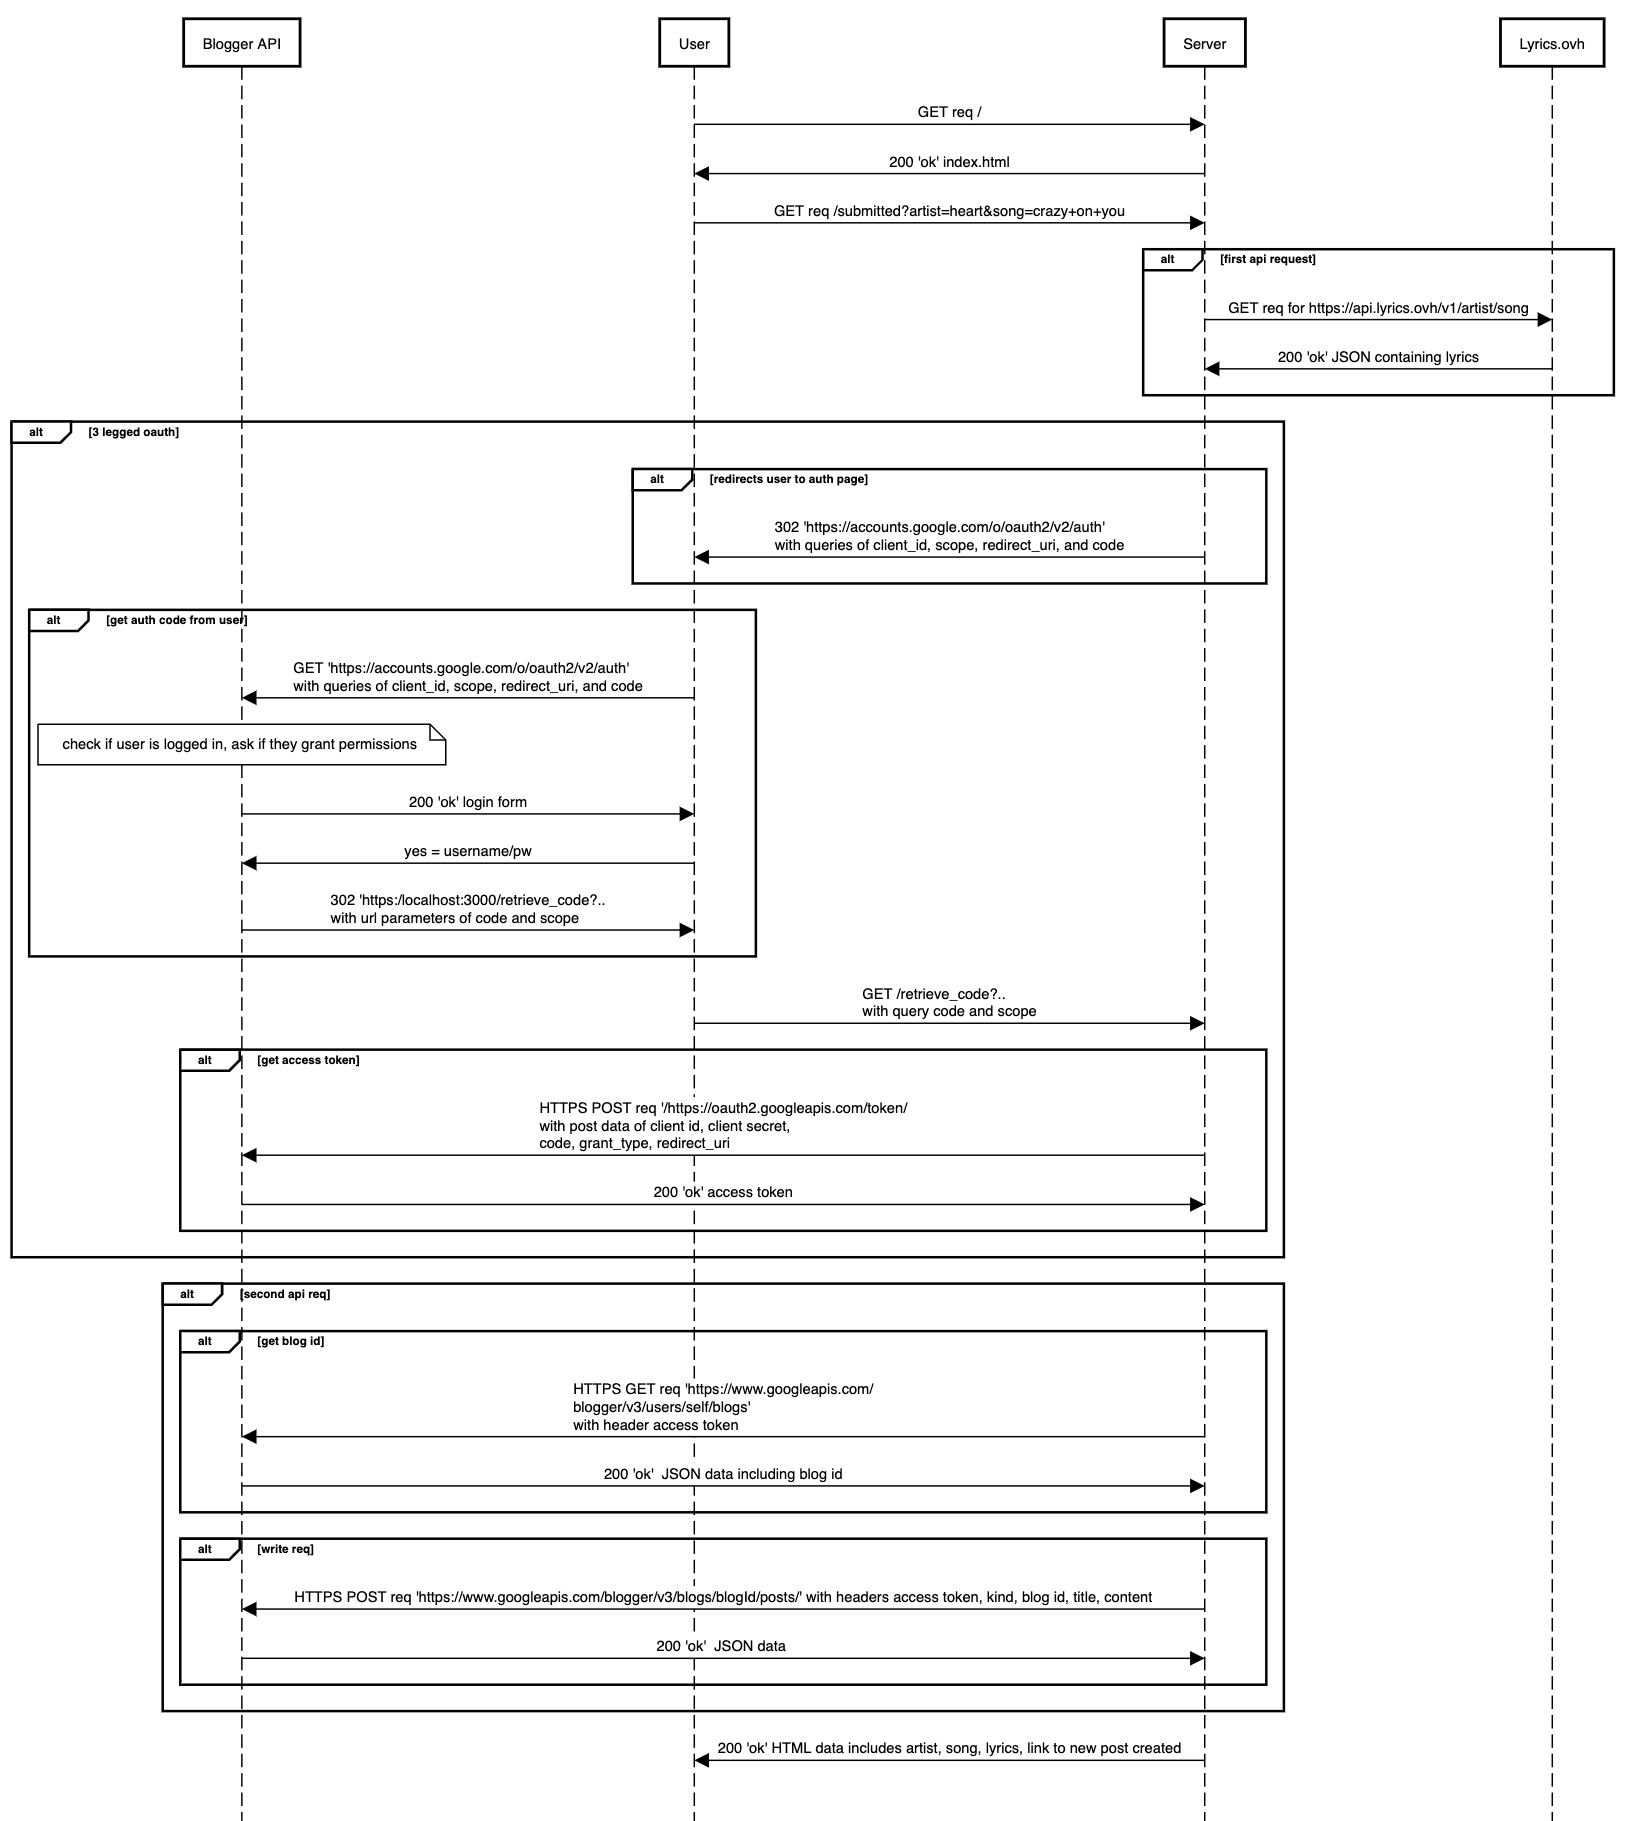 Blogger API
User
Server
Lyrics.ovh
GET req /
200 'ok' index.html
GET req /submitted?artist=heart&song=crazy+on+you
alt
[first api request]
GET req for https://api.lyrics.ovh/v1/artist/song
200 'ok' JSON containing lyrics
alt
[3 legged oauth]
alt
[redirects user to auth page]
302 'https://accounts.google.com/o/oauth2/v2/auth'
with queries of client_id, scope, redirect_uri, and code
alt
[get auth code from user]
GET 'https://accounts.google.com/o/oauth2/v2/auth'
with queries of client_id, scope, redirect_uri, and code
check if user is logged in, ask if they grant permissions
200 'ok' login form
yes = username/pw
302 'https:/localhost:3000/retrieve_code?..
with url parameters of code and scope
GET /retrieve_code?..
with query code and scope
alt
[get access token]
HTTPS POST req '/https://oauth2.googleapis.com/token/
with post data of client id, client secret,
code, grant_type, redirect_uri
200 'ok' access token
alt
[second api req]
alt
[get blog id]
HTTPS GET req 'https://www.googleapis.com/
blogger/v3/users/self/blogs'
with header access token
200 'ok'  JSON data including blog id
alt
[write req]
HTTPS POST req 'https://www.googleapis.com/blogger/v3/blogs/blogId/posts/' with headers access token, kind, blog id, title, content
200 'ok'  JSON data
200 'ok' HTML data includes artist, song, lyrics, link to new post created